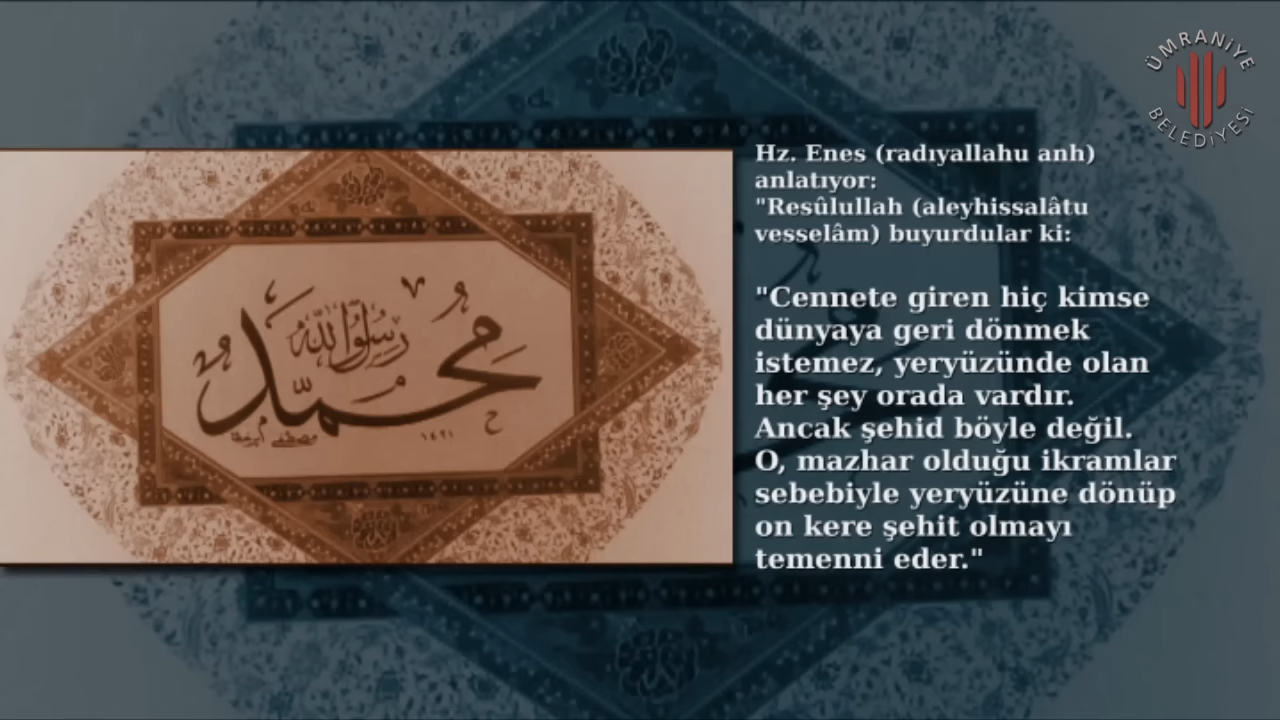 ÜMRANİYE
BELEDİYESİ
Hz. Enes (radıyallahu anh)
anlatıyor:
"Resûlullah (aleyhissalâtu
vesselâm) buyurdular ki:
"Cennete giren hiç kimse
dünyaya geri dönmek
istemez, yeryüzünde olan
her şey orada vardır.
Ancak şehid böyle değil.
O, mazhar olduğu ikramlar
sebebiyle yeryüzüne dönüp
on kere şehit olmayı
temenni eder."
رسول الله
محمد
١٤٢١